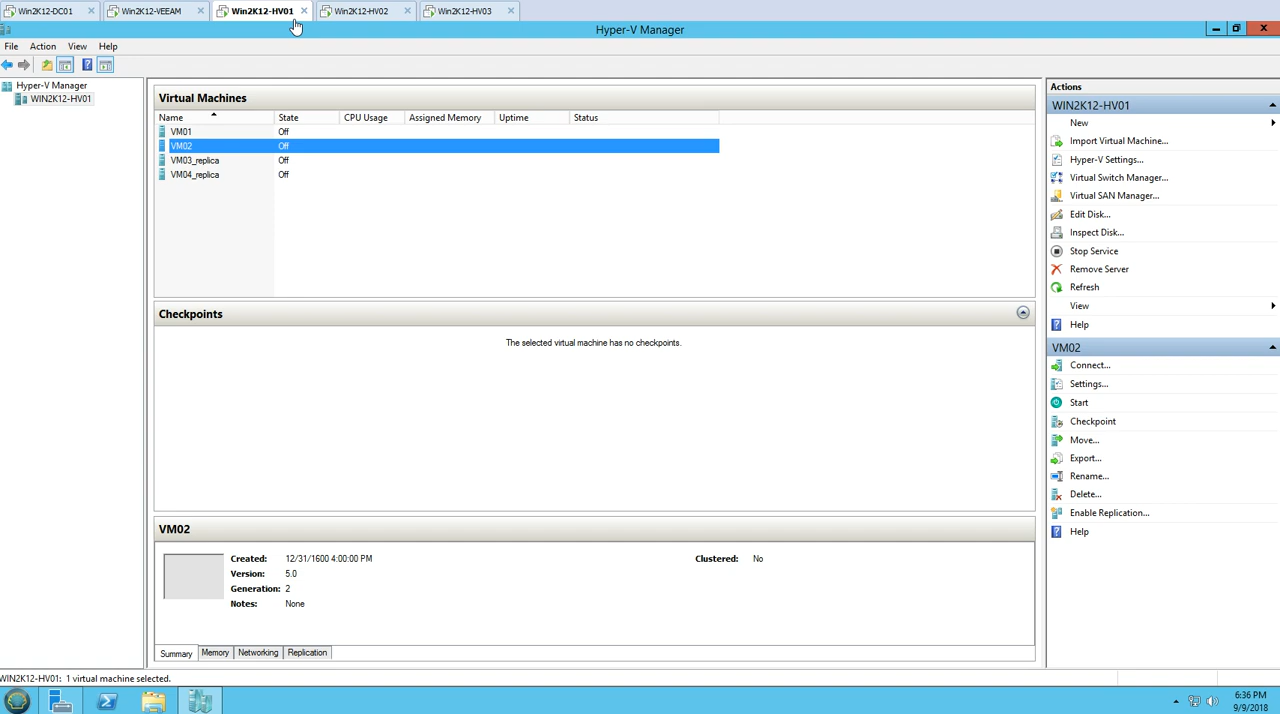 Win2K12-DC01
Win2K12-VEEAM
Win2K12-HV01
Win2K12-HV02
Win2K12-HV03
Hyper-V Manager
File Action View Help
Hyper-V Manager
WIN2K12-HV01
Virtual Machines
Name State CPU Usage Assigned Memory Uptime Status
VM01 Off
VM02 Off
VM03_replica Off
VM04_replica Off
Checkpoints
The selected virtual machine has no checkpoints.
VM02
Created: 12/31/1600 4:00:00 PM Clustered: No
Version: 5.0
Generation: 2
Notes: None
Summary Memory Networking Replication
Actions
WIN2K12-HV01
New
Import Virtual Machine...
Hyper-V Settings...
Virtual Switch Manager...
Virtual SAN Manager...
Edit Disk...
Inspect Disk...
Stop Service
Remove Server
Refresh
View
Help
VM02
Connect...
Settings...
Start
Checkpoint
Move...
Export...
Rename...
Delete...
Enable Replication...
Help
WIN2K12-HV01: 1 virtual machine selected.
6:36 PM
9/9/2018